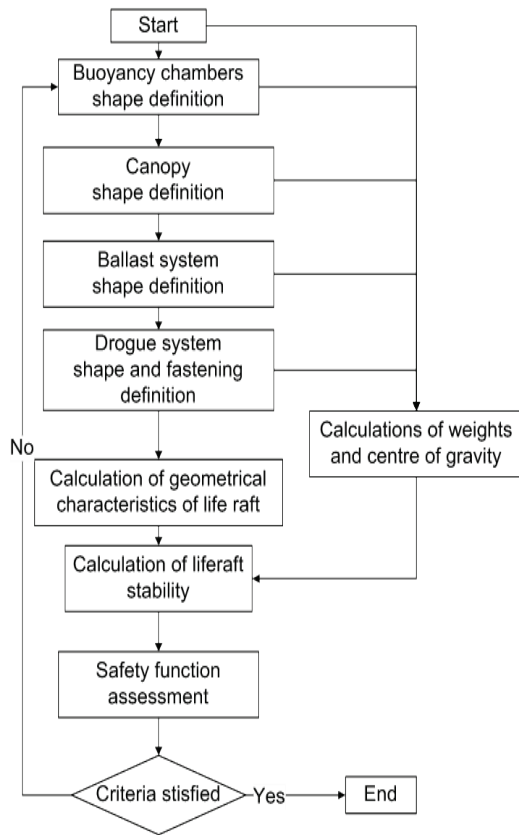 Start
Buoyancy chambers
shape definition
Canopy
shape definition
Ballast system
shape definition
Drogue system
shape and fastening
definition
No
Calculations of weights
and centre of gravity
Calculation of geometrical
characteristics of life raft
Calculation of liferaft
stability
Safety function
assessment
Criteria stisfied
Yes
End